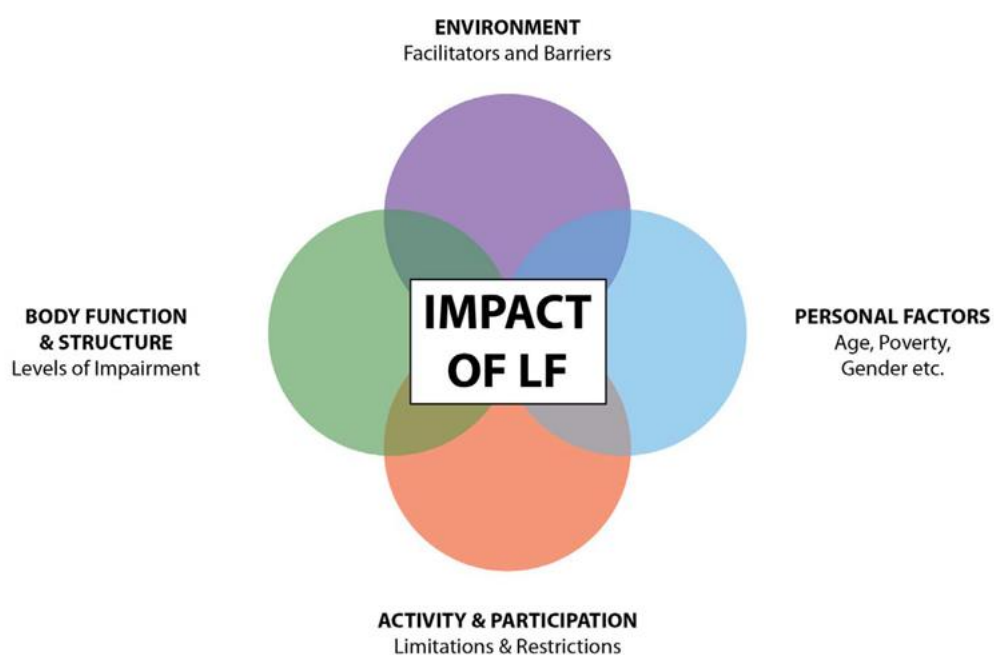 ENVIRONMENT
Facilitators and Barriers
BODY FUNCTION
& STRUCTURE
Levels of Impairment
IMPACT
OF LF
PERSONAL FACTORS
Age, Poverty,
Gender etc.
ACTIVITY & PARTICIPATION
Limitations & Restrictions